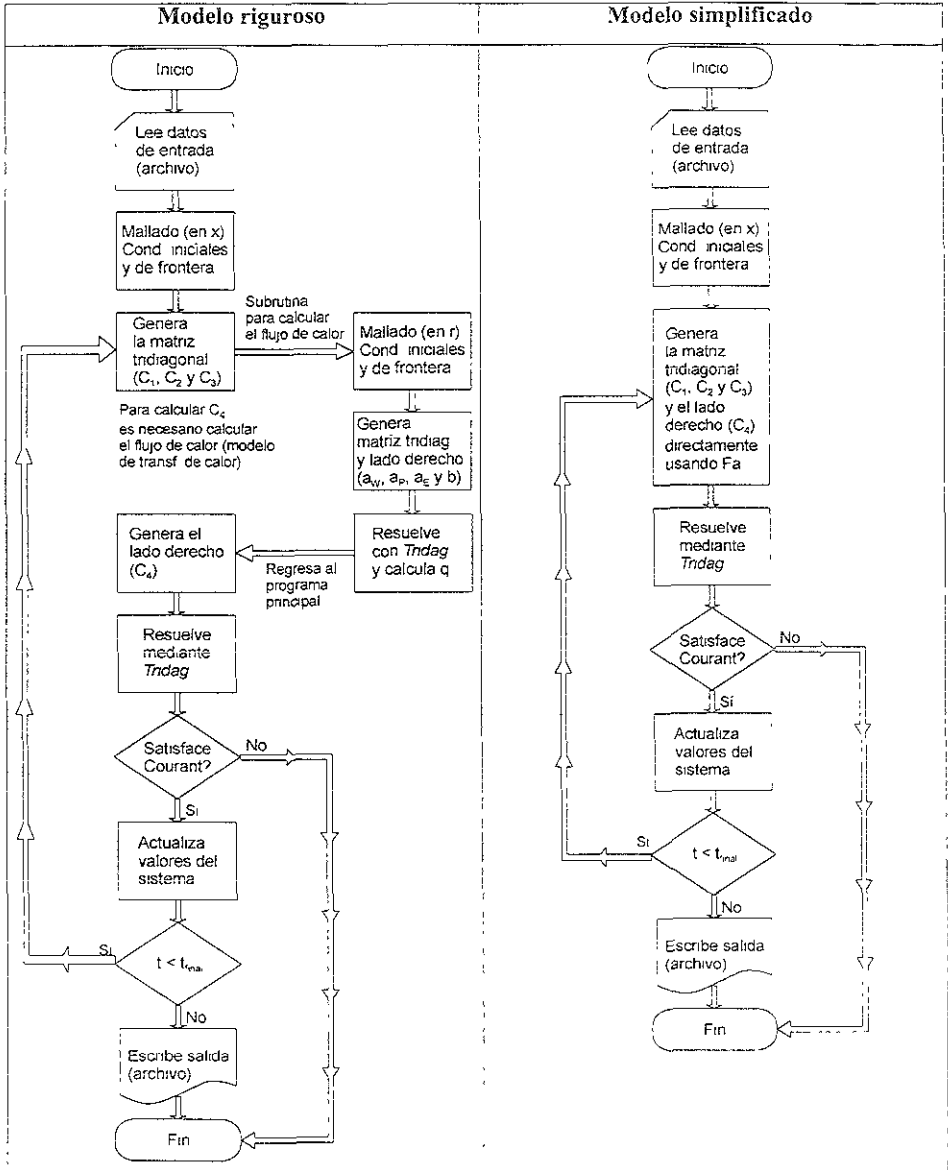 Modelo riguroso
Inicio
Lee datos
de entrada
(archivo)
Mallado (en x)
Cond iniciales
y de frontera
Genera
la matriz
tridiagonal
(C₁, C₂ y C₃)
Subrutina
para calcular
el flujo de calor
Mallado (en r)
Cond iniciales
y de frontera
Para calcular C₄
es necesario calcular
el flujo de calor (modelo
de transf de calor)
Genera
matriz tridiag
y lado derecho
(a_W, a_P, a_E y b)
Resuelve
con Tridag
y calcula q
Regresa al
programa
principal
Genera el
lado derecho
(C₄)
Resuelve
mediante
Tridag
Satisface
Courant?
No
Si
Actualiza
valores del
sistema
t < t_final
Si
No
Escribe salida
(archivo)
Fin
Modelo simplificado
Inicio
Lee datos
de entrada
(archivo)
Mallado (en x)
Cond iniciales
y de frontera
Genera
la matriz
tridiagonal
(C₁, C₂ y C₃)
y el lado
derecho (C₄)
directamente
usando Fa
Resuelve
mediante
Tridag
Satisface
Courant?
No
Sí
Actualiza
valores del
sistema
t < t_final
Si
No
Escribe salida
(archivo)
Fin